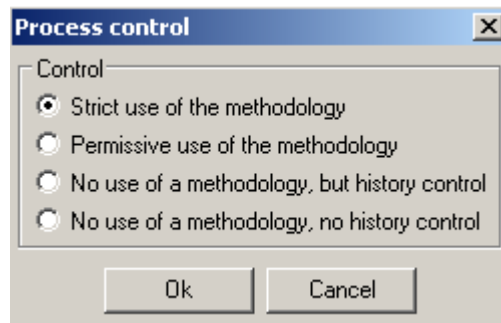 Process control
Control
Strict use of the methodology
Permissive use of the methodology
No use of a methodology, but history control
No use of a methodology, no history control
Ok
Cancel